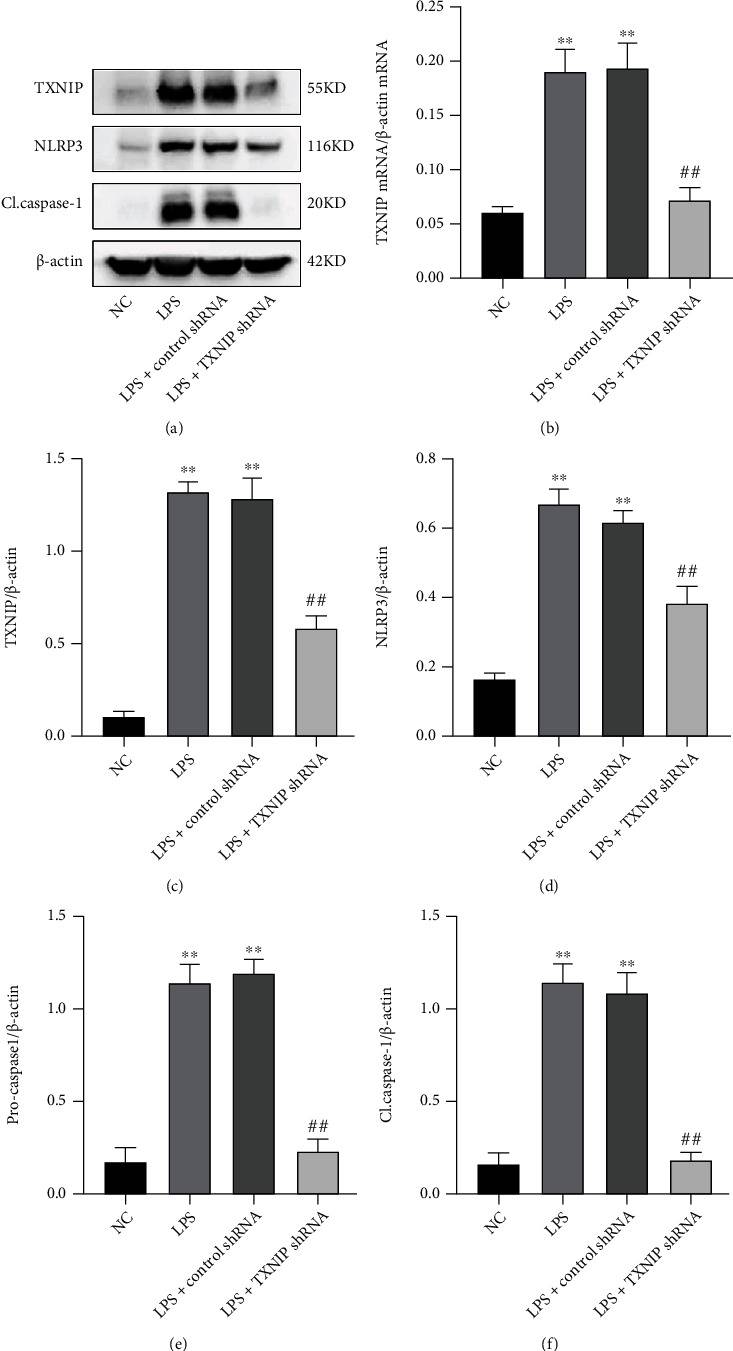 TXNIP 55KD
NLRP3 116KD
Cl.caspase-1 20KD
β-actin 42KD
NC LPS LPS + control shRNA LPS + TXNIP shRNA
(a)
TXNIP mRNA/β-actin mRNA
0.25
0.20
0.15
0.10
0.05
0.00
** ** ##
NC LPS LPS + control shRNA LPS + TXNIP shRNA
(b)
TXNIP/β-actin
1.5
1.0
0.5
0.0
** ** ##
NC LPS LPS + control shRNA LPS + TXNIP shRNA
(c)
NLRP3/β-actin
0.8
0.6
0.4
0.2
0.0
** ** ##
NC LPS LPS + control shRNA LPS + TXNIP shRNA
(d)
Pro-caspase1/β-actin
1.5
1.0
0.5
0.0
** ** ##
NC LPS LPS + control shRNA LPS + TXNIP shRNA
(e)
Cl.caspase-1/β-actin
1.5
1.0
0.5
0.0
** ** ##
NC LPS LPS + control shRNA LPS + TXNIP shRNA
(f)